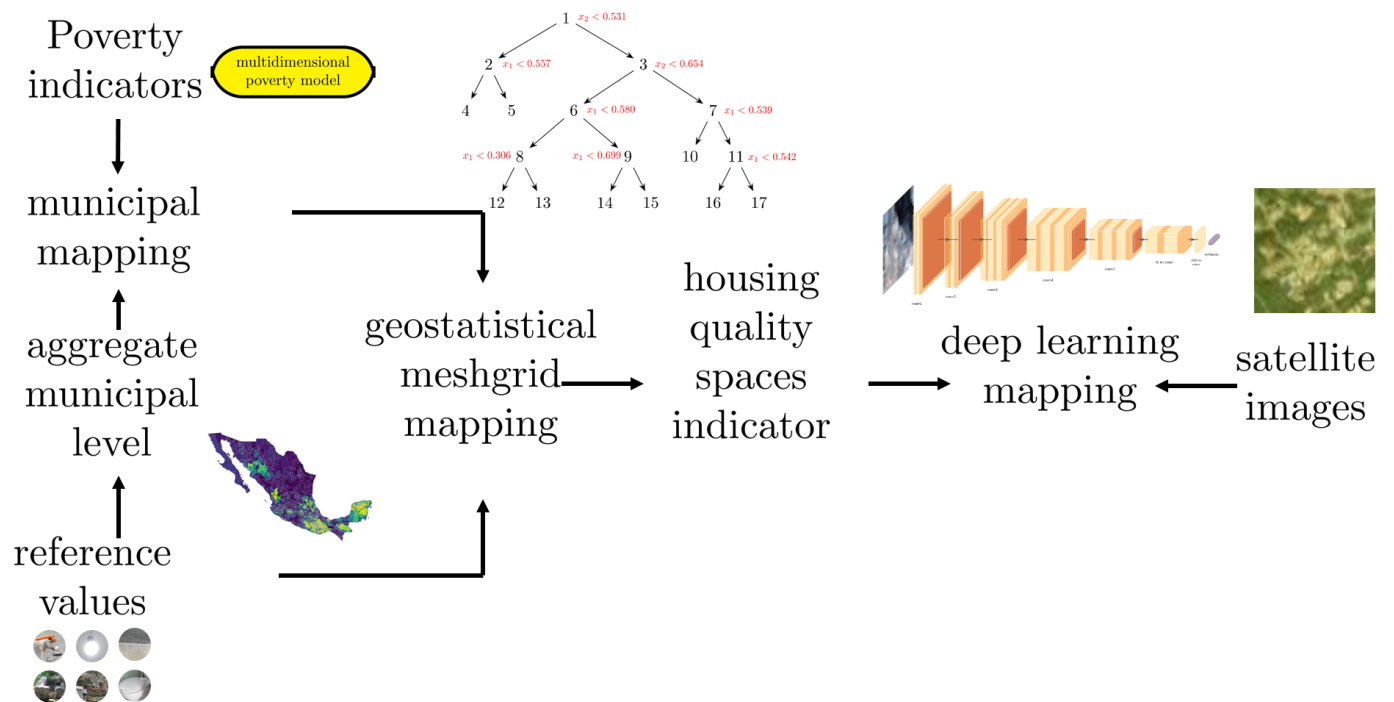 Poverty
indicators
multidimensional
poverty model
municipal
mapping
aggregate
municipal
level
reference
values
1 x₂ < 0.531
2 x₁ < 0.557
3 x₂ < 0.654
4
5
6 x₁ < 0.580
7 x₁ < 0.539
x₁ < 0.306 8
x₁ < 0.699 9
10
11 x₁ < 0.542
12
13
14
15
16
17
geostatistical
meshgrid
mapping
housing
quality
spaces
indicator
deep learning
mapping
satellite
images